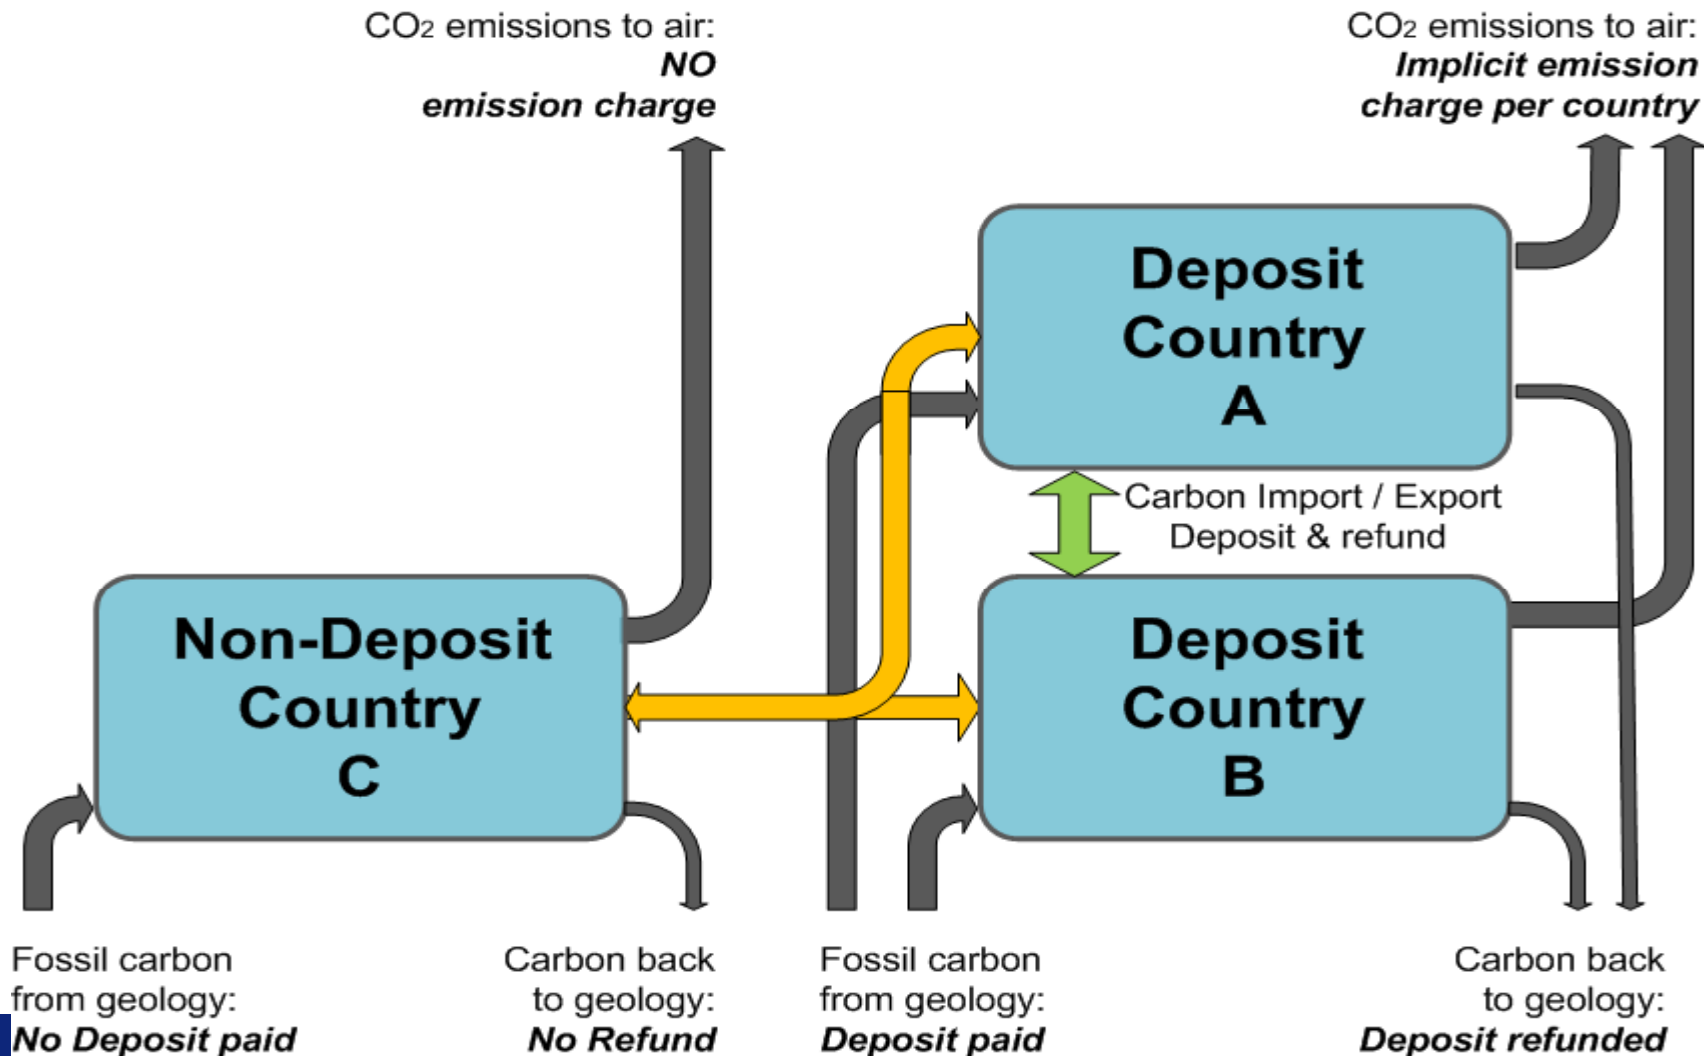 CO2 emissions to air:
NO
emission charge
CO2 emissions to air:
Implicit emission
charge per country
Deposit
Country
A
Carbon Import / Export
Deposit & refund
Non-Deposit
Country
C
Deposit
Country
B
Fossil carbon
from geology:
No Deposit paid
Carbon back
to geology:
No Refund
Fossil carbon
from geology:
Deposit paid
Carbon back
to geology:
Deposit refunded